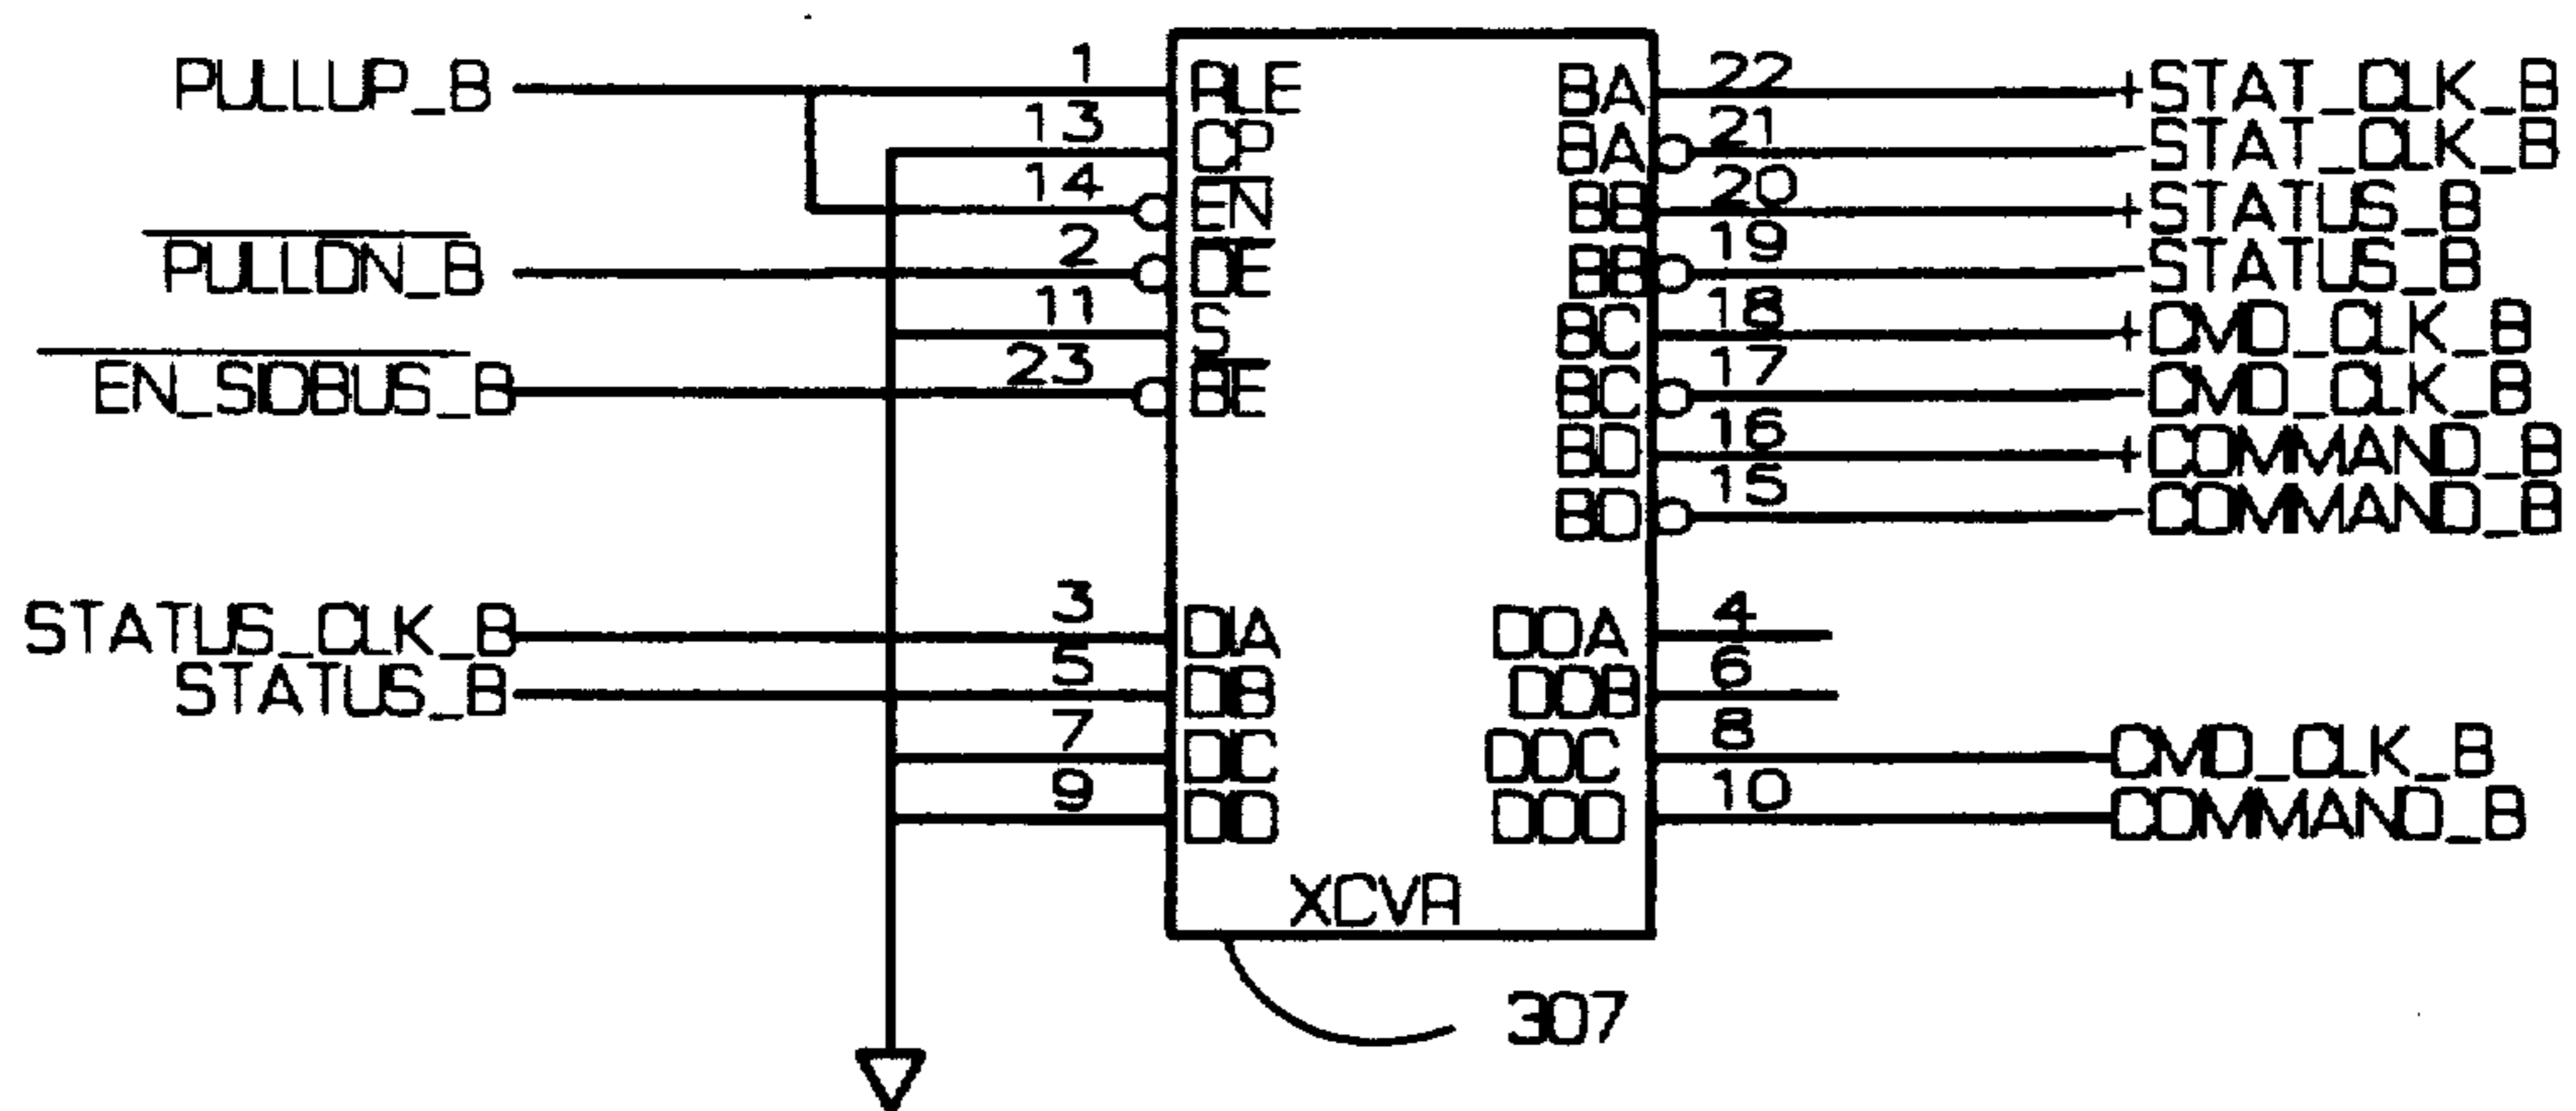 PULLUP_B 1 RLE BA 22 +STAT_CLK_B
13 CP BA 21 -STAT_CLK_B
14 EN BB 20 +STATUS_B
PULLDN_B 2 DE BB 19 -STATUS_B
11 S BC 18 +CMD_CLK_B
EN_SIDBUS_B 23 BE BC 17 -CMD_CLK_B
BD 16 +COMMAND_B
BD 15 -COMMAND_B
STATUS_CLK_B 3 DIA DOA 4
STATUS_B 5 DIB DOB 6
7 DIC DOC 8 CMD_CLK_B
9 DID DOD 10 COMMAND_B
XCVR
307